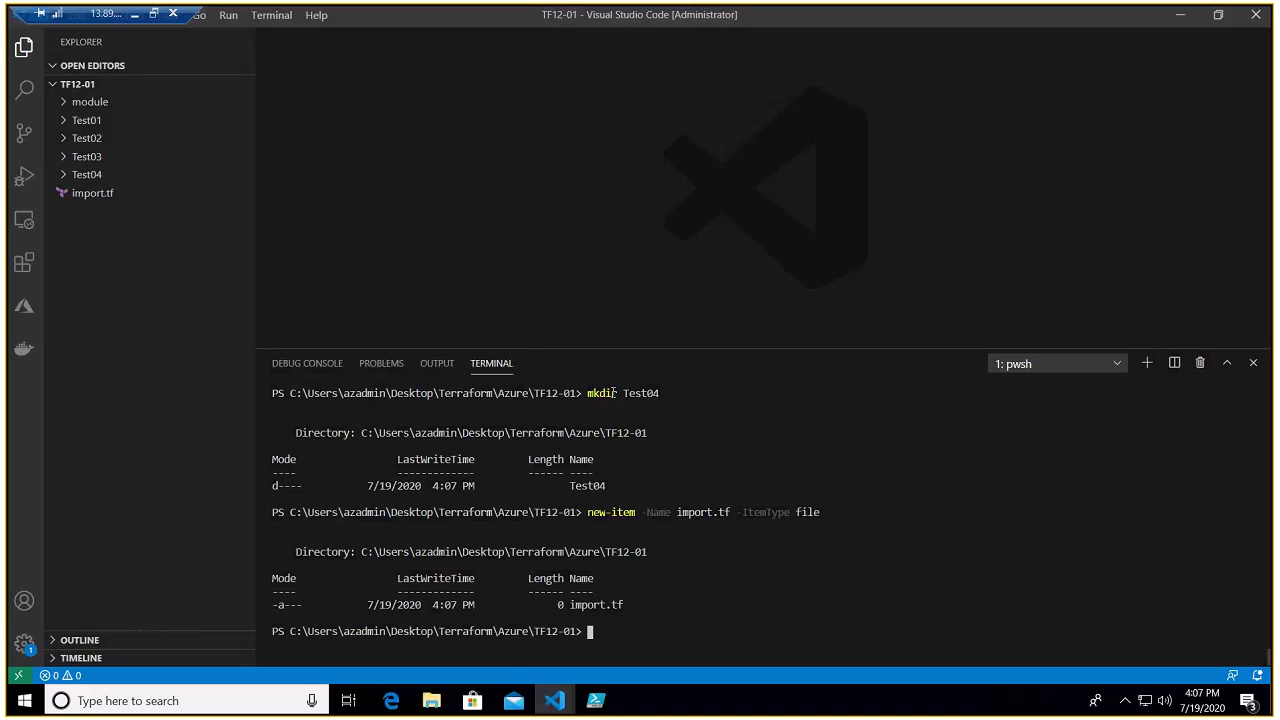 13.89...
Go Run Terminal Help
TF12-01 - Visual Studio Code [Administrator]
EXPLORER
OPEN EDITORS
TF12-01
module
Test01
Test02
Test03
Test04
import.tf
OUTLINE
TIMELINE
DEBUG CONSOLE PROBLEMS OUTPUT TERMINAL
1: pwsh
PS C:\Users\azadmin\Desktop\Terraform\Azure\TF12-01> mkdir Test04
Directory: C:\Users\azadmin\Desktop\Terraform\Azure\TF12-01
Mode LastWriteTime Length Name
---- ------------- ------ ----
d---- 7/19/2020 4:07 PM Test04
PS C:\Users\azadmin\Desktop\Terraform\Azure\TF12-01> new-item -Name import.tf -ItemType file
Directory: C:\Users\azadmin\Desktop\Terraform\Azure\TF12-01
Mode LastWriteTime Length Name
---- ------------- ------ ----
-a--- 7/19/2020 4:07 PM 0 import.tf
PS C:\Users\azadmin\Desktop\Terraform\Azure\TF12-01>
1
0 0
Type here to search
4:07 PM
7/19/2020
3